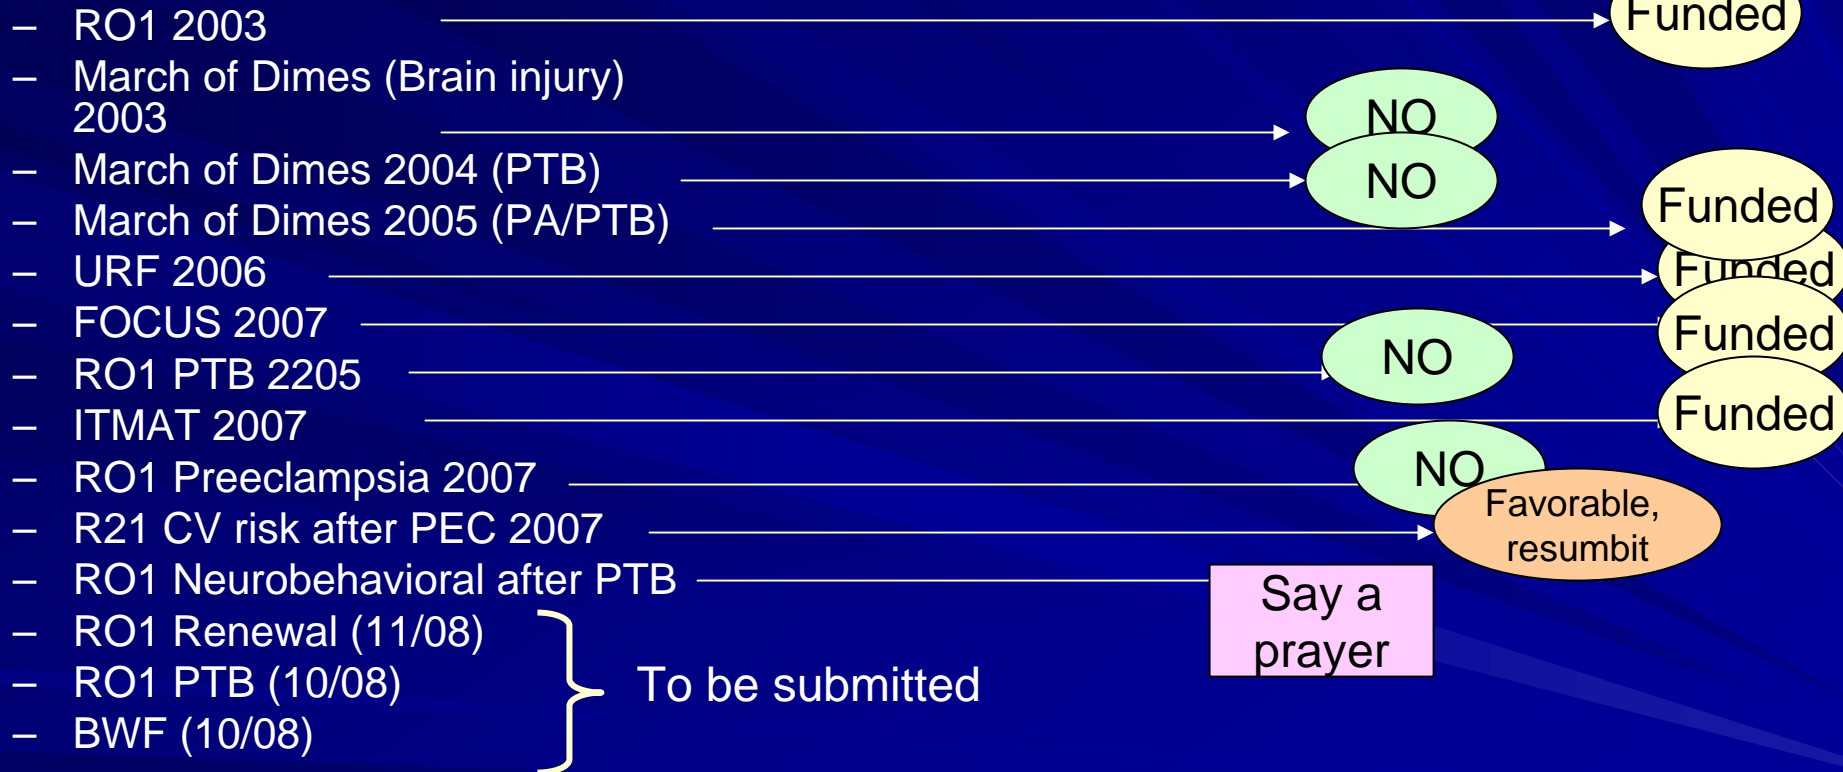 – RO1 2003
Funded
– March of Dimes (Brain injury)
2003
NO
– March of Dimes 2004 (PTB)
NO
– March of Dimes 2005 (PA/PTB)
Funded
– URF 2006
Funded
– FOCUS 2007
Funded
– RO1 PTB 2205
NO
– ITMAT 2007
Funded
– RO1 Preeclampsia 2007
NO
– R21 CV risk after PEC 2007
Favorable,
resumbit
– RO1 Neurobehavioral after PTB
Say a
prayer
– RO1 Renewal (11/08)
– RO1 PTB (10/08)
– BWF (10/08)
To be submitted